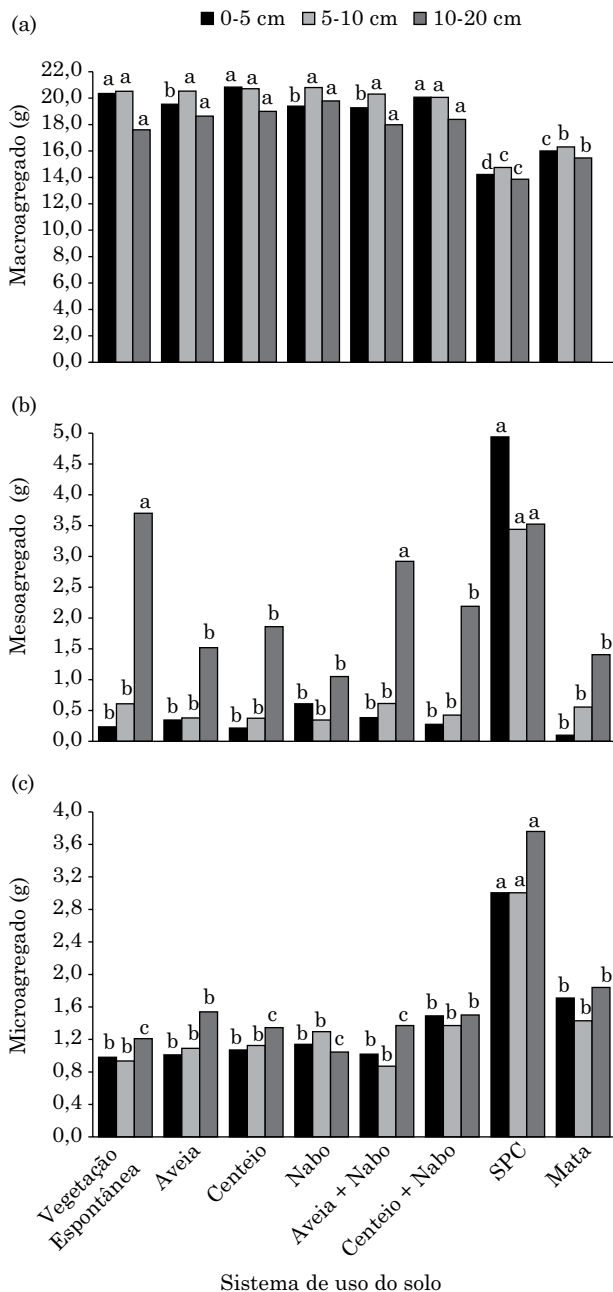 (a)
0-5 cm 5-10 cm 10-20 cm
Macroagregado (g)
22,0
20,0
18,0
16,0
14,0
12,0
10,0
8,0
6,0
4,0
2,0
0,0
a a a
b a a
a a a
b a a
b a a
a a a
d c c
c b b
(b)
Mesoagregado (g)
5,0
4,5
4,0
3,5
3,0
2,5
2,0
1,5
1,0
0,5
0,0
b b a
b b b
b b b
b b b
b b a
b b b
a a a
b b b
(c)
Microagregado (g)
4,0
3,6
3,2
2,8
2,4
2,0
1,6
1,2
0,8
0,4
0,0
b b c
b b b
b b c
b b c
b b c
b b b
a a a
b b b
Vegetação
Espontânea
Aveia
Centeio
Nabo
Aveia + Nabo
Centeio + Nabo
SPC
Mata
Sistema de uso do solo